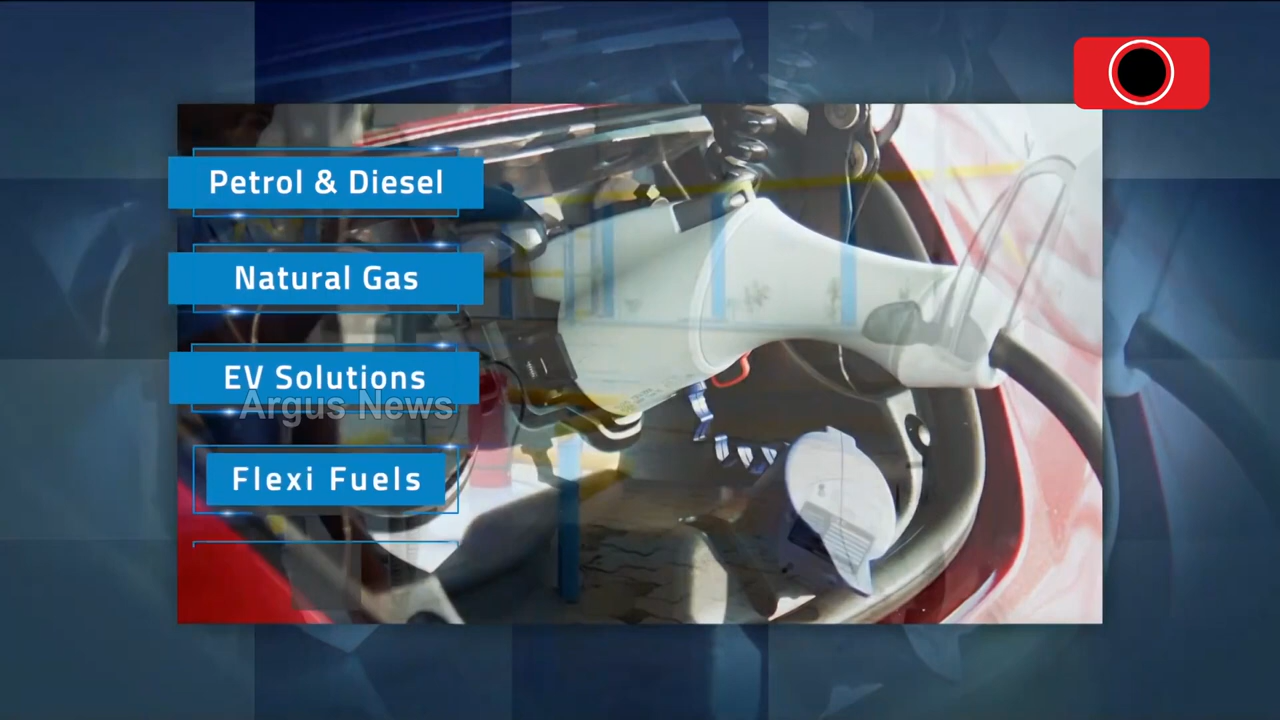 Petrol & Diesel
Natural Gas
EV Solutions
Argus News
Flexi Fuels